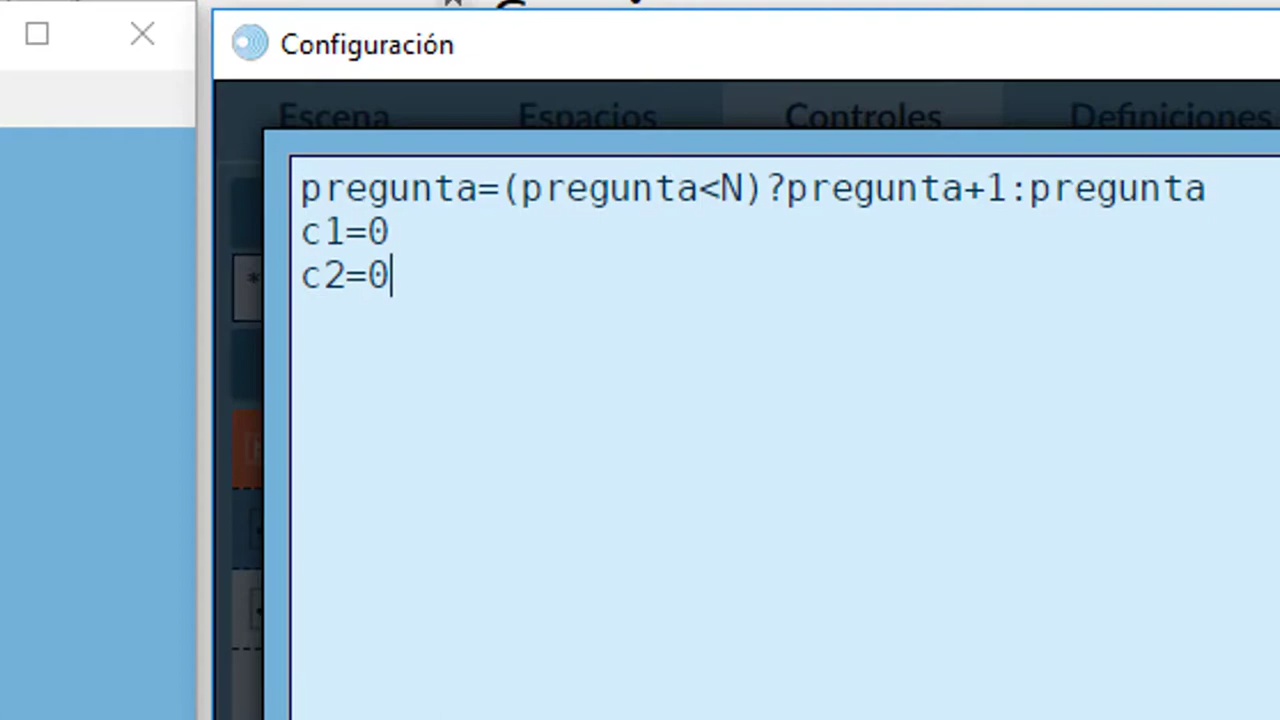 Configuración
Escena Espacios Controles Definiciones
pregunta=(pregunta<N)?pregunta+1:pregunta
c1=0
c2=0
*